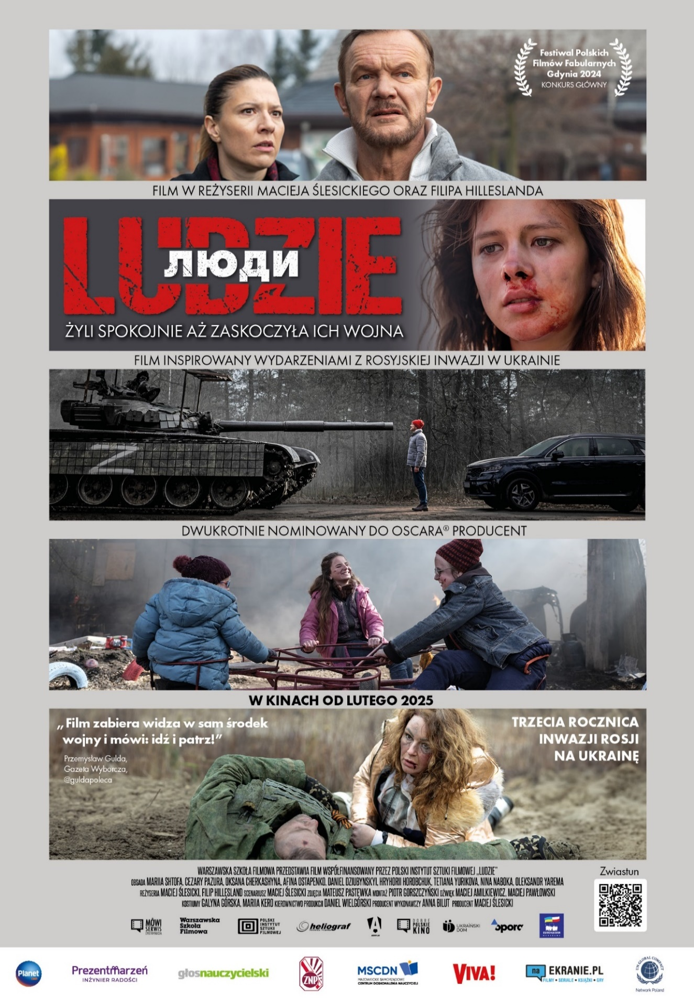 Festiwal Polskich
Filmów Fabularnych
Gdynia 2024
KONKURS GŁÓWNY
FILM W REŻYSERII MACIEJA ŚLESICKIEGO ORAZ FILIPA HILLESLANDA
LUDZIE
ЛЮДИ
ŻYLI SPOKOJNIE AŻ ZASKOCZYŁA ICH WOJNA
FILM INSPIROWANY WYDARZENIAMI Z ROSYJSKIEJ INWAZJI W UKRAINIE
Z
DWUKROTNIE NOMINOWANY DO OSCARA® PRODUCENT
W KINACH OD LUTEGO 2025
„Film zabiera widza w sam środek
wojny i mówi: idź i patrz!”
Przemysław Gulda,
Gazeta Wyborcza,
@guldapoleca
TRZECIA ROCZNICA
INWAZJI ROSJI
NA UKRAINĘ
WARSZAWSKA SZKOŁA FILMOWA PRZEDSTAWIA FILM WSPÓŁFINANSOWANY PRZEZ POLSKI INSTYTUT SZTUKI FILMOWEJ „LUDZIE”
OBSADA MARIIA SHTOFA, CEZARY PAZURA, OKSANA CHERKASHYNA, AFINA OSTAPENKO, DANIEL DZIUBYNSKYI, HRYHORII HOROBCHUK, TETIANA YURIKOVA, NINA NABOKA, OLEKSANDR YAREMA
REŻYSERIA MACIEJ ŚLESICKI, FILIP HILLESLAND SCENARIUSZ MACIEJ ŚLESICKI ZDJĘCIA MATEUSZ PASTEWKA MONTAŻ PIOTR GORSZCZYŃSKI DŹWIĘK MACIEJ AMILKIEWICZ, MACIEJ PAWŁOWSKI
KOSTIUMY GALYNA GÓRSKA, MARIIA KERO KIEROWNICTWO PRODUKCJI DANIEL WIELGÓRSKI PRODUCENT WYKONAWCZY ANNA BILUT PRODUCENT MACIEJ ŚLESICKI
Zwiastun
MÓWI
SERWIS
DYSTRYBUCJA
Warszawska
Szkoła
Filmowa
POLSKI
INSTYTUT
SZTUKI
FILMOWEJ
heliograf
DOBRE
POLSKIE
KINO
UKRAÏNSKI
DOM
opora
EUROMAIDAN
Planet
Prezentmarzeń
INŻYNIER RADOŚCI
głosnauczycielski
ZNP
MSCDN
MAZOWIECKIE SAMORZĄDOWE
CENTRUM DOSKONALENIA NAUCZYCIELI
VIVA!
na EKRANIE.PL
FILMY • SERIALE • KSIĄŻKI • GRY
UN GLOBAL COMPACT
Network Poland